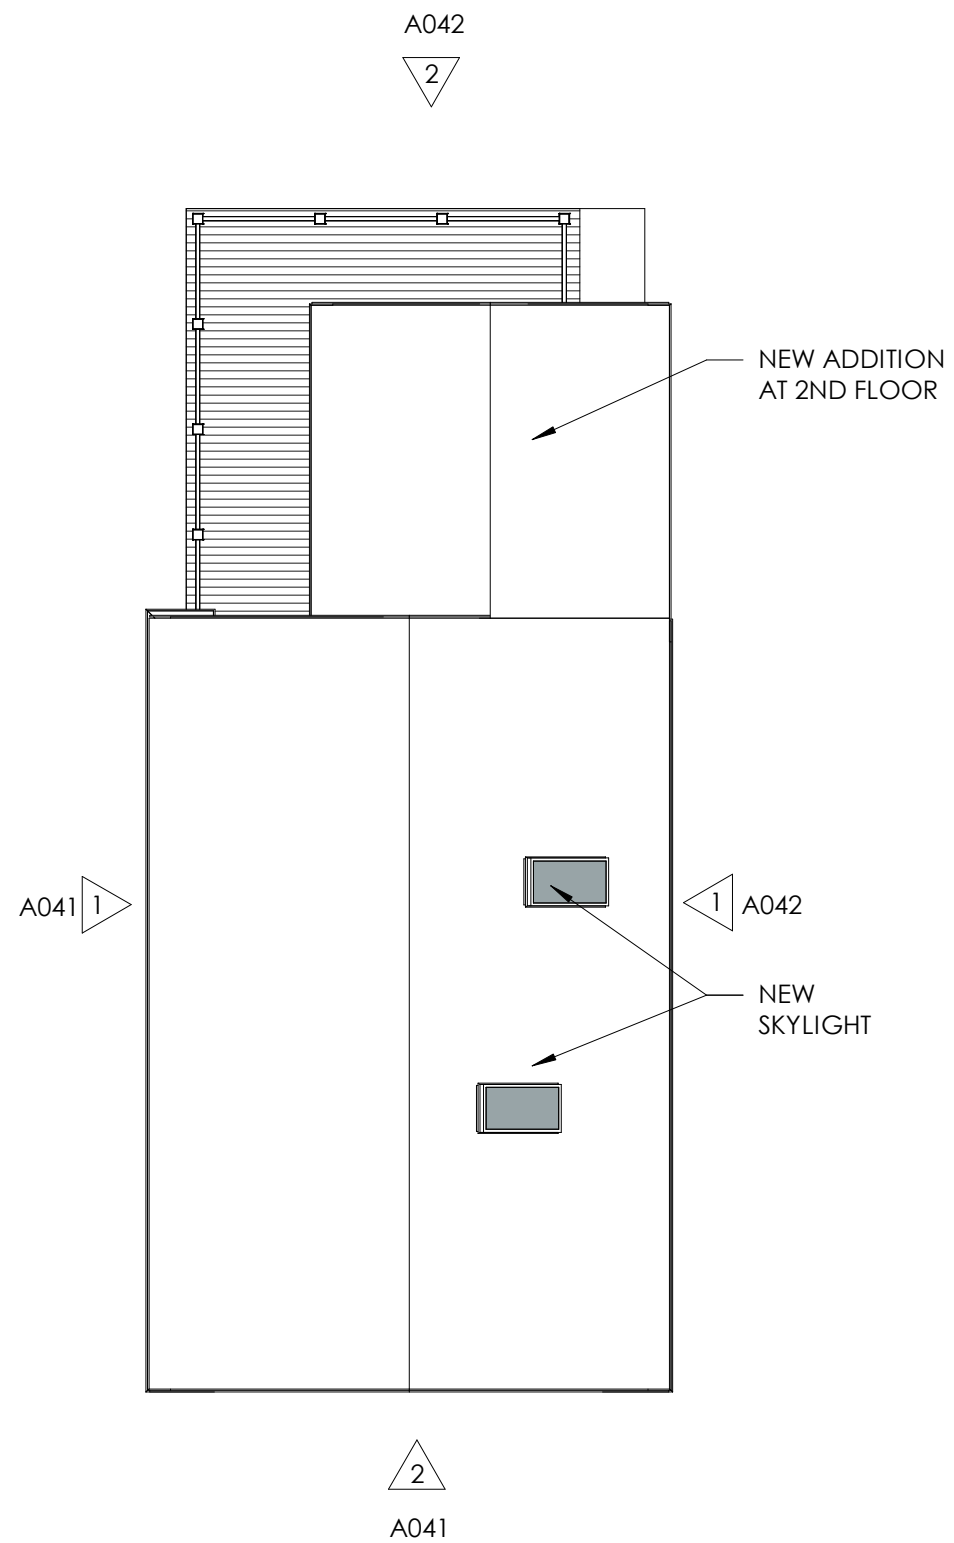 A042
2
NEW ADDITION
AT 2ND FLOOR
A041 1
1 A042
NEW
SKYLIGHT
2
A041